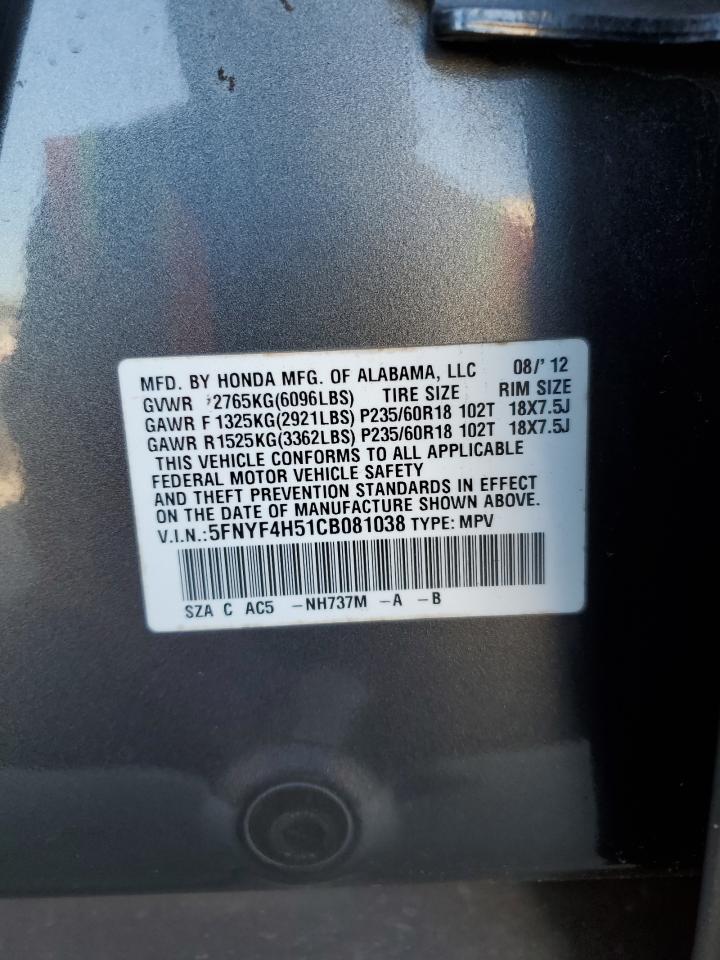 MFD. BY HONDA MFG. OF ALABAMA, LLC 08/'12
GVWR 2765KG(6096LBS) TIRE SIZE RIM SIZE
GAWR F 1325KG(2921LBS) P235/60R18 102T 18X7.5J
GAWR R 1525KG(3362LBS) P235/60R18 102T 18X7.5J
THIS VEHICLE CONFORMS TO ALL APPLICABLE
FEDERAL MOTOR VEHICLE SAFETY
AND THEFT PREVENTION STANDARDS IN EFFECT
ON THE DATE OF MANUFACTURE SHOWN ABOVE.
V.I.N.:5FNYF4H51CB081038 TYPE: MPV
SZA C AC5 -NH737M -A -B